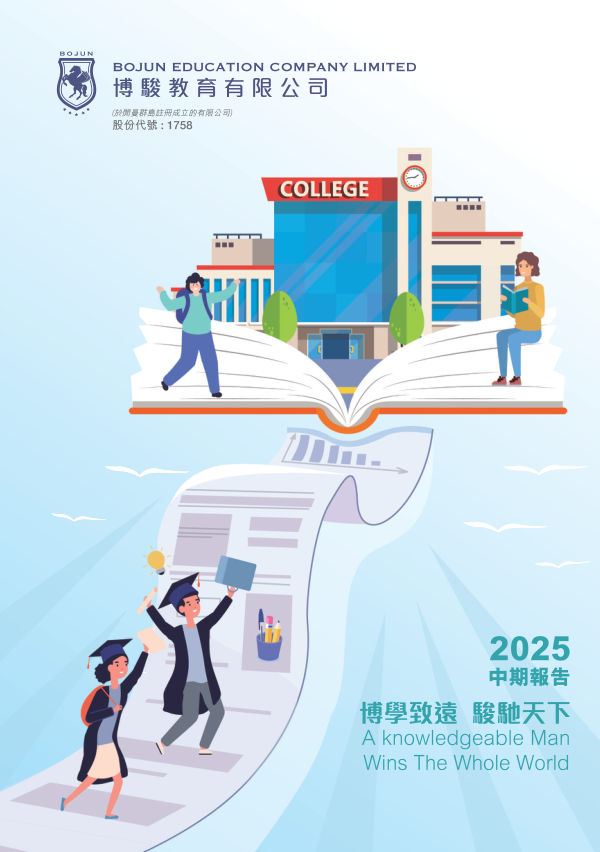 BOJUN
BOJUN EDUCATION COMPANY LIMITED
博駿教育有限公司
(於開曼群島註冊成立的有限公司)
股份代號 : 1758
COLLEGE
2025
中期報告
博學致遠 駿馳天下
A knowledgeable Man
Wins The Whole World